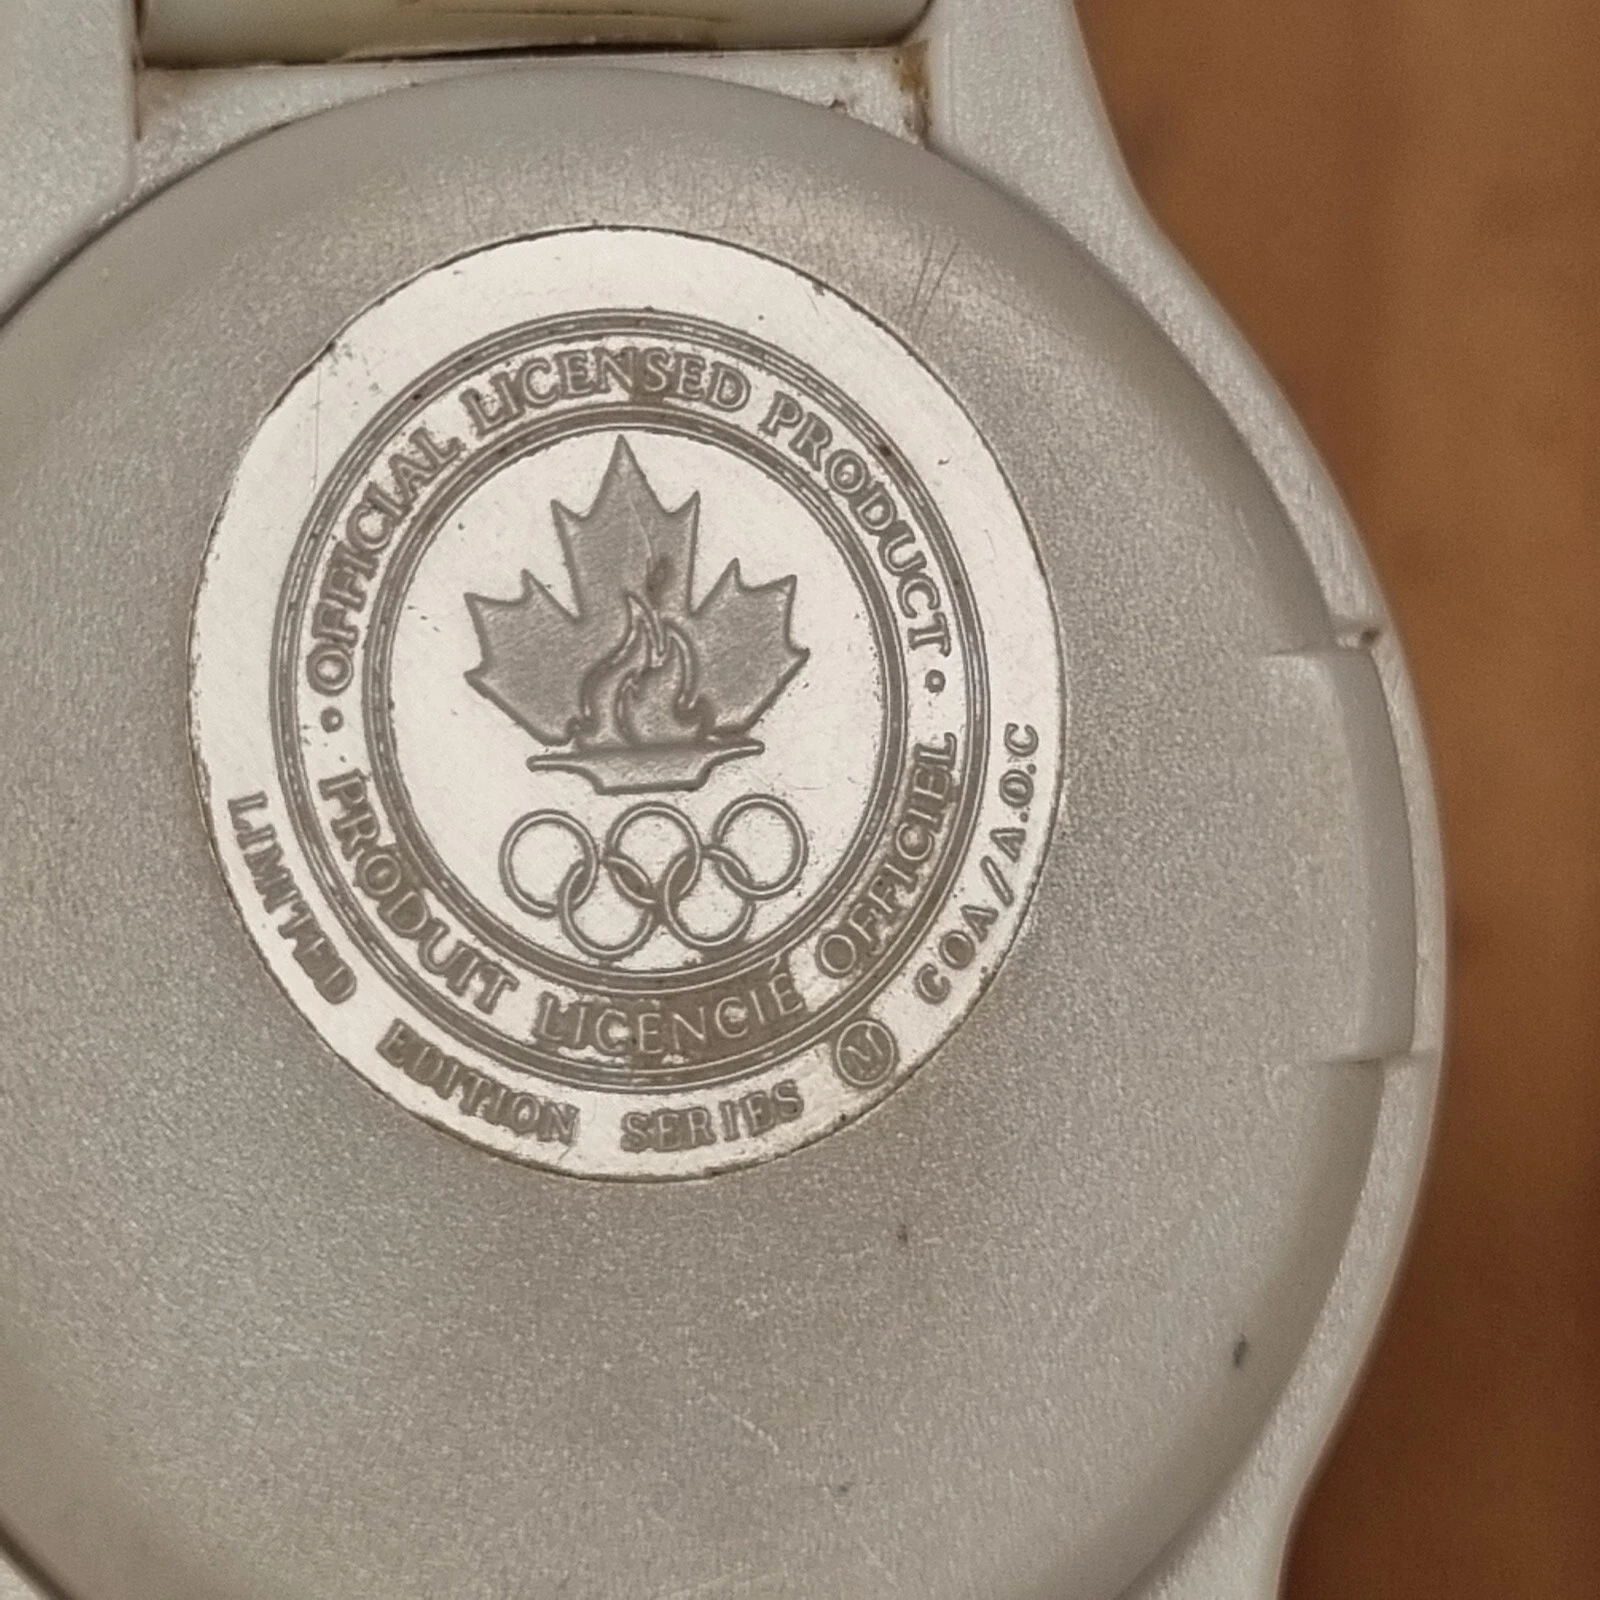 • OFFICIAL LICENSED PRODUCT •
PRODUIT LICENCIÉ OFFICIEL
LIMITED EDITION SERIES Ⓜ COA/A.O.C